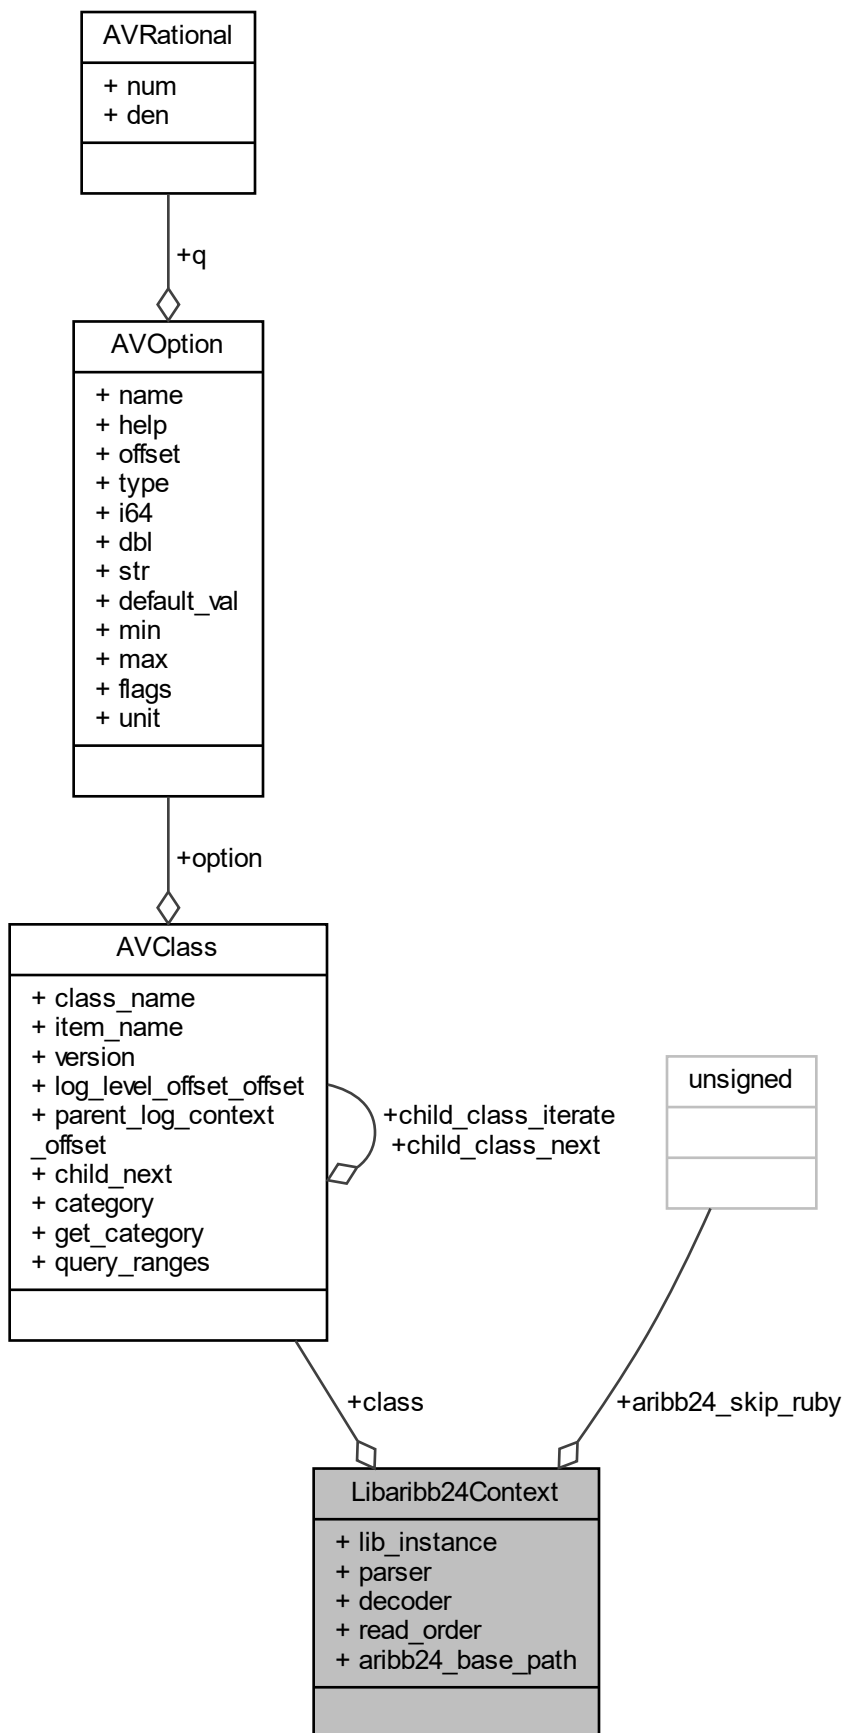 AVRational
+ num
+ den
+q
AVOption
+ name
+ help
+ offset
+ type
+ i64
+ dbl
+ str
+ default_val
+ min
+ max
+ flags
+ unit
+option
AVClass
+ class_name
+ item_name
+ version
+ log_level_offset_offset
+ parent_log_context
_offset
+ child_next
+ category
+ get_category
+ query_ranges
+child_class_iterate
+child_class_next
unsigned
+class
+aribb24_skip_ruby
Libaribb24Context
+ lib_instance
+ parser
+ decoder
+ read_order
+ aribb24_base_path